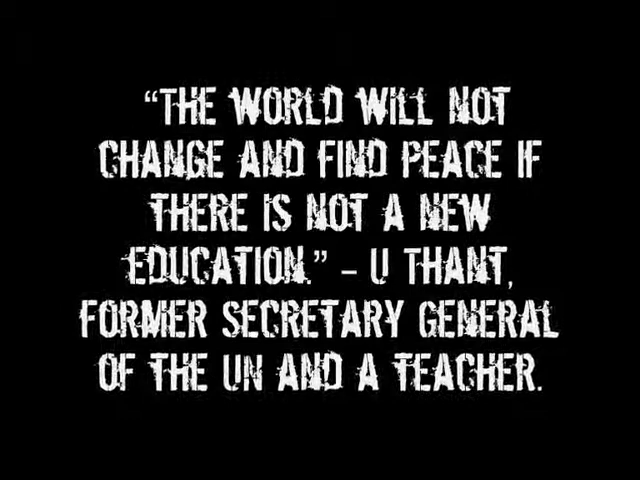 “THE WORLD WILL NOT
CHANGE AND FIND PEACE IF
THERE IS NOT A NEW
EDUCATION.” – U THANT,
FORMER SECRETARY GENERAL
OF THE UN AND A TEACHER.